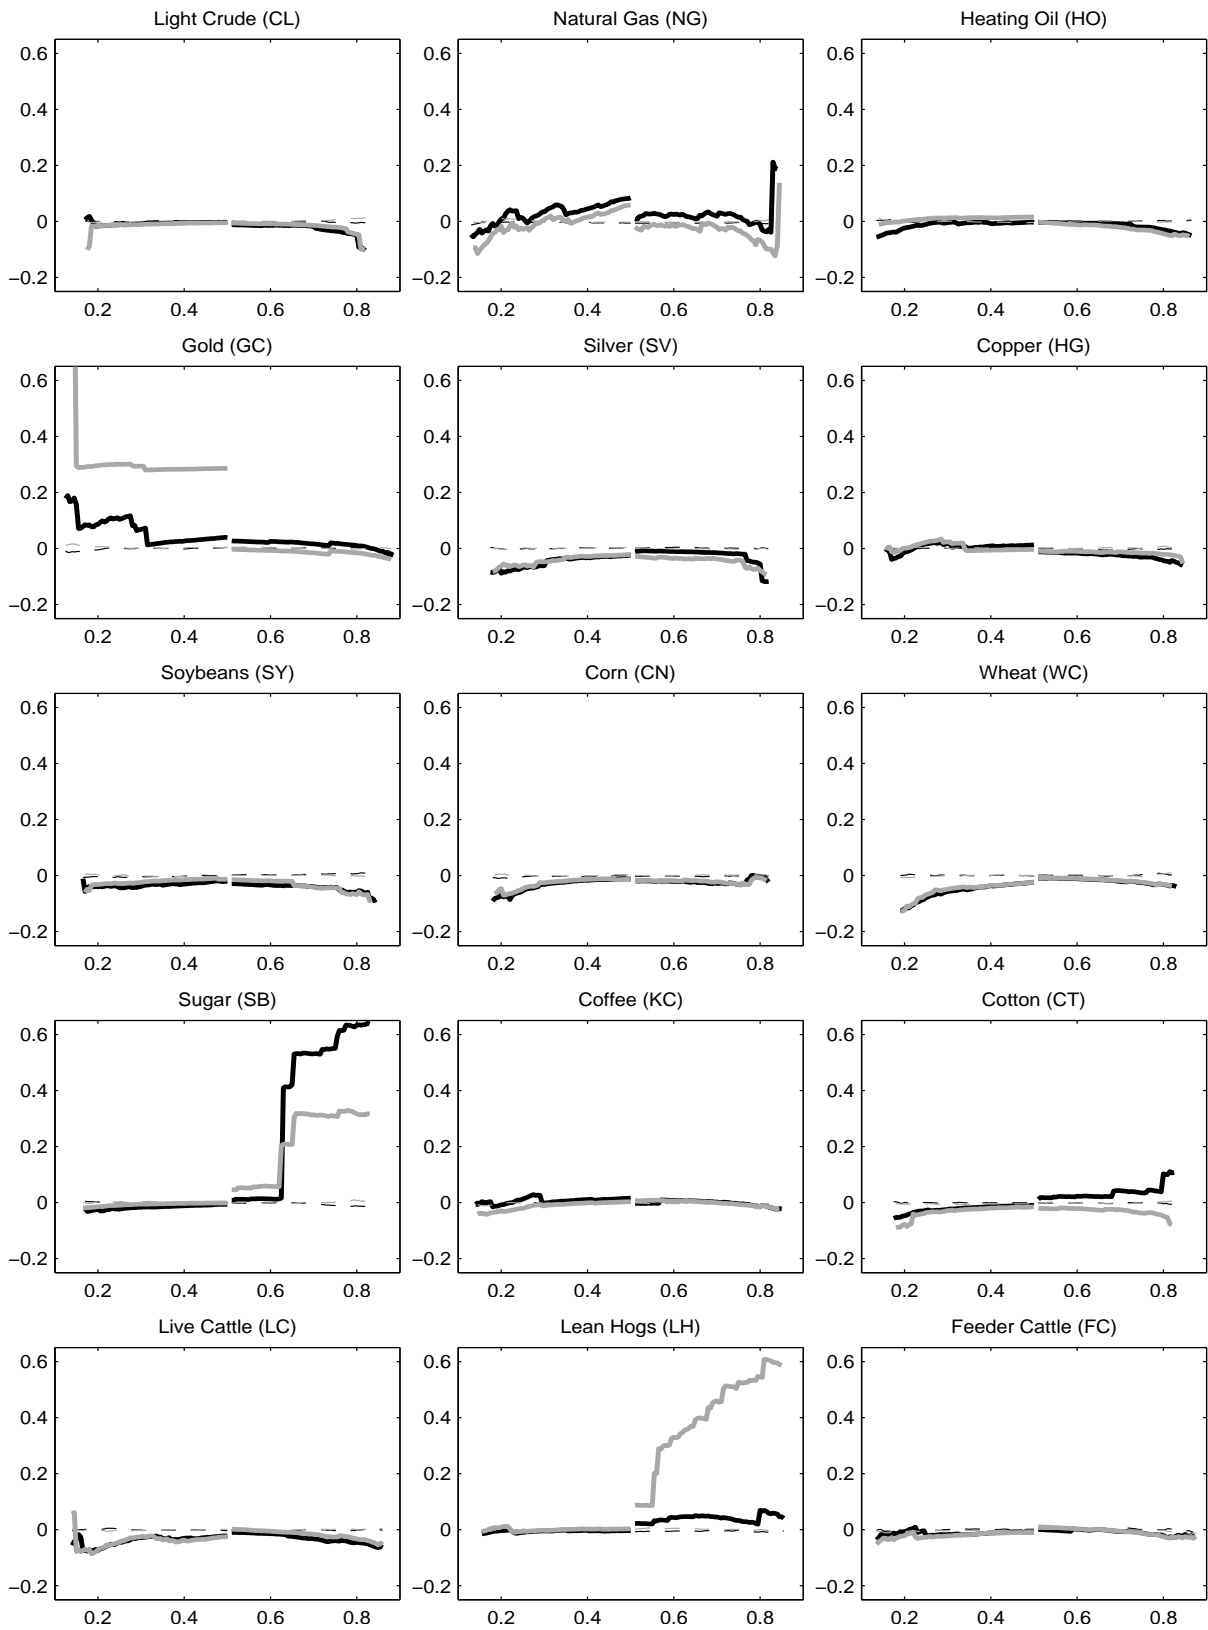 Light Crude (CL) Natural Gas (NG) Heating Oil (HO)
0.6 0.6 0.6
0.4 0.4 0.4
0.2 0.2 0.2
0 0 0
−0.2 −0.2 −0.2
0.2 0.4 0.6 0.8 0.2 0.4 0.6 0.8 0.2 0.4 0.6 0.8
Gold (GC) Silver (SV) Copper (HG)
0.6 0.6 0.6
0.4 0.4 0.4
0.2 0.2 0.2
0 0 0
−0.2 −0.2 −0.2
0.2 0.4 0.6 0.8 0.2 0.4 0.6 0.8 0.2 0.4 0.6 0.8
Soybeans (SY) Corn (CN) Wheat (WC)
0.6 0.6 0.6
0.4 0.4 0.4
0.2 0.2 0.2
0 0 0
−0.2 −0.2 −0.2
0.2 0.4 0.6 0.8 0.2 0.4 0.6 0.8 0.2 0.4 0.6 0.8
Sugar (SB) Coffee (KC) Cotton (CT)
0.6 0.6 0.6
0.4 0.4 0.4
0.2 0.2 0.2
0 0 0
−0.2 −0.2 −0.2
0.2 0.4 0.6 0.8 0.2 0.4 0.6 0.8 0.2 0.4 0.6 0.8
Live Cattle (LC) Lean Hogs (LH) Feeder Cattle (FC)
0.6 0.6 0.6
0.4 0.4 0.4
0.2 0.2 0.2
0 0 0
−0.2 −0.2 −0.2
0.2 0.4 0.6 0.8 0.2 0.4 0.6 0.8 0.2 0.4 0.6 0.8